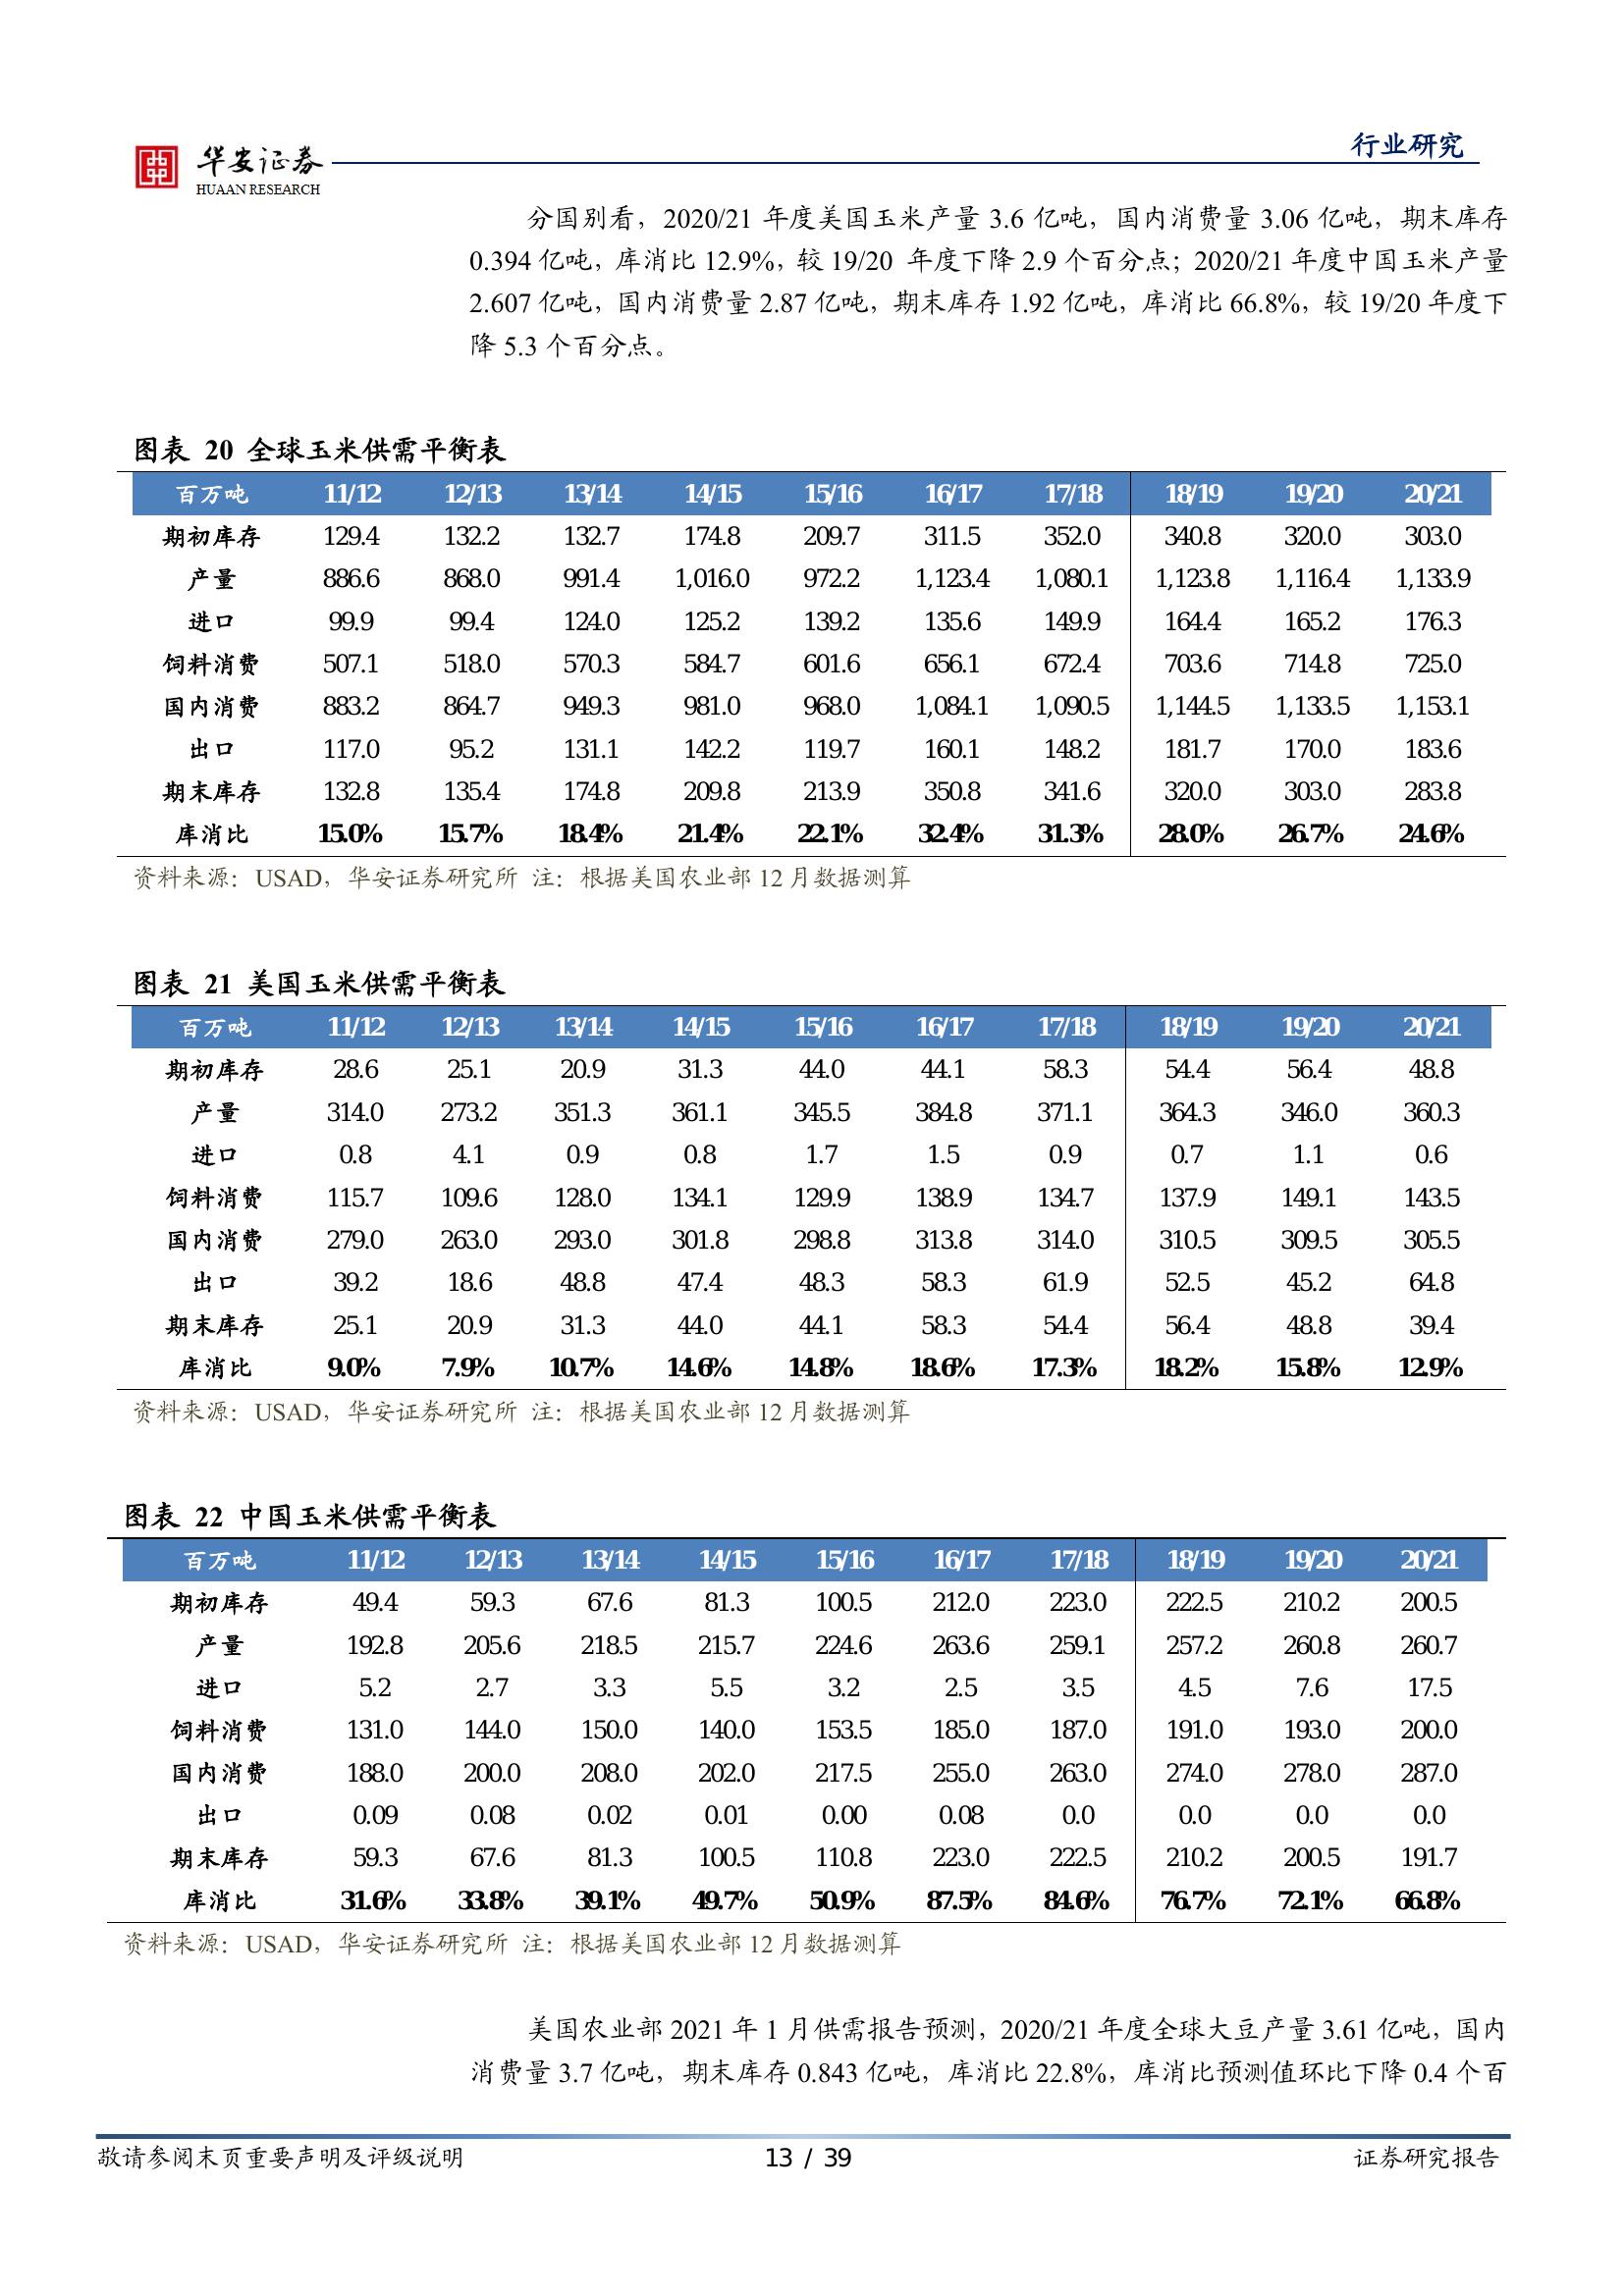 华安证券
HUAAN RESEARCH
行业研究
分国别看，2020/21 年度美国玉米产量 3.6 亿吨，国内消费量 3.06 亿吨，期末库存
0.394 亿吨，库消比 12.9%，较 19/20 年度下降 2.9 个百分点；2020/21 年度中国玉米产量
2.607 亿吨，国内消费量 2.87 亿吨，期末库存 1.92 亿吨，库消比 66.8%，较 19/20 年度下
降 5.3 个百分点。
图表 20 全球玉米供需平衡表
百万吨 11/12 12/13 13/14 14/15 15/16 16/17 17/18 18/19 19/20 20/21
期初库存 129.4 132.2 132.7 174.8 209.7 311.5 352.0 340.8 320.0 303.0
产量 886.6 868.0 991.4 1,016.0 972.2 1,123.4 1,080.1 1,123.8 1,116.4 1,133.9
进口 99.9 99.4 124.0 125.2 139.2 135.6 149.9 164.4 165.2 176.3
饲料消费 507.1 518.0 570.3 584.7 601.6 656.1 672.4 703.6 714.8 725.0
国内消费 883.2 864.7 949.3 981.0 968.0 1,084.1 1,090.5 1,144.5 1,133.5 1,153.1
出口 117.0 95.2 131.1 142.2 119.7 160.1 148.2 181.7 170.0 183.6
期末库存 132.8 135.4 174.8 209.8 213.9 350.8 341.6 320.0 303.0 283.8
库消比 15.0% 15.7% 18.4% 21.4% 22.1% 32.4% 31.3% 28.0% 26.7% 24.6%
资料来源：USAD，华安证券研究所 注：根据美国农业部 12 月数据测算
图表 21 美国玉米供需平衡表
百万吨 11/12 12/13 13/14 14/15 15/16 16/17 17/18 18/19 19/20 20/21
期初库存 28.6 25.1 20.9 31.3 44.0 44.1 58.3 54.4 56.4 48.8
产量 314.0 273.2 351.3 361.1 345.5 384.8 371.1 364.3 346.0 360.3
进口 0.8 4.1 0.9 0.8 1.7 1.5 0.9 0.7 1.1 0.6
饲料消费 115.7 109.6 128.0 134.1 129.9 138.9 134.7 137.9 149.1 143.5
国内消费 279.0 263.0 293.0 301.8 298.8 313.8 314.0 310.5 309.5 305.5
出口 39.2 18.6 48.8 47.4 48.3 58.3 61.9 52.5 45.2 64.8
期末库存 25.1 20.9 31.3 44.0 44.1 58.3 54.4 56.4 48.8 39.4
库消比 9.0% 7.9% 10.7% 14.6% 14.8% 18.6% 17.3% 18.2% 15.8% 12.9%
资料来源：USAD，华安证券研究所 注：根据美国农业部 12 月数据测算
图表 22 中国玉米供需平衡表
百万吨 11/12 12/13 13/14 14/15 15/16 16/17 17/18 18/19 19/20 20/21
期初库存 49.4 59.3 67.6 81.3 100.5 212.0 223.0 222.5 210.2 200.5
产量 192.8 205.6 218.5 215.7 224.6 263.6 259.1 257.2 260.8 260.7
进口 5.2 2.7 3.3 5.5 3.2 2.5 3.5 4.5 7.6 17.5
饲料消费 131.0 144.0 150.0 140.0 153.5 185.0 187.0 191.0 193.0 200.0
国内消费 188.0 200.0 208.0 202.0 217.5 255.0 263.0 274.0 278.0 287.0
出口 0.09 0.08 0.02 0.01 0.00 0.08 0.0 0.0 0.0 0.0
期末库存 59.3 67.6 81.3 100.5 110.8 223.0 222.5 210.2 200.5 191.7
库消比 31.6% 33.8% 39.1% 49.7% 50.9% 87.5% 84.6% 76.7% 72.1% 66.8%
资料来源：USAD，华安证券研究所 注：根据美国农业部 12 月数据测算
美国农业部 2021 年 1 月供需报告预测，2020/21 年度全球大豆产量 3.61 亿吨，国内
消费量 3.7 亿吨，期末库存 0.843 亿吨，库消比 22.8%，库消比预测值环比下降 0.4 个百
敬请参阅末页重要声明及评级说明 13 / 39 证券研究报告